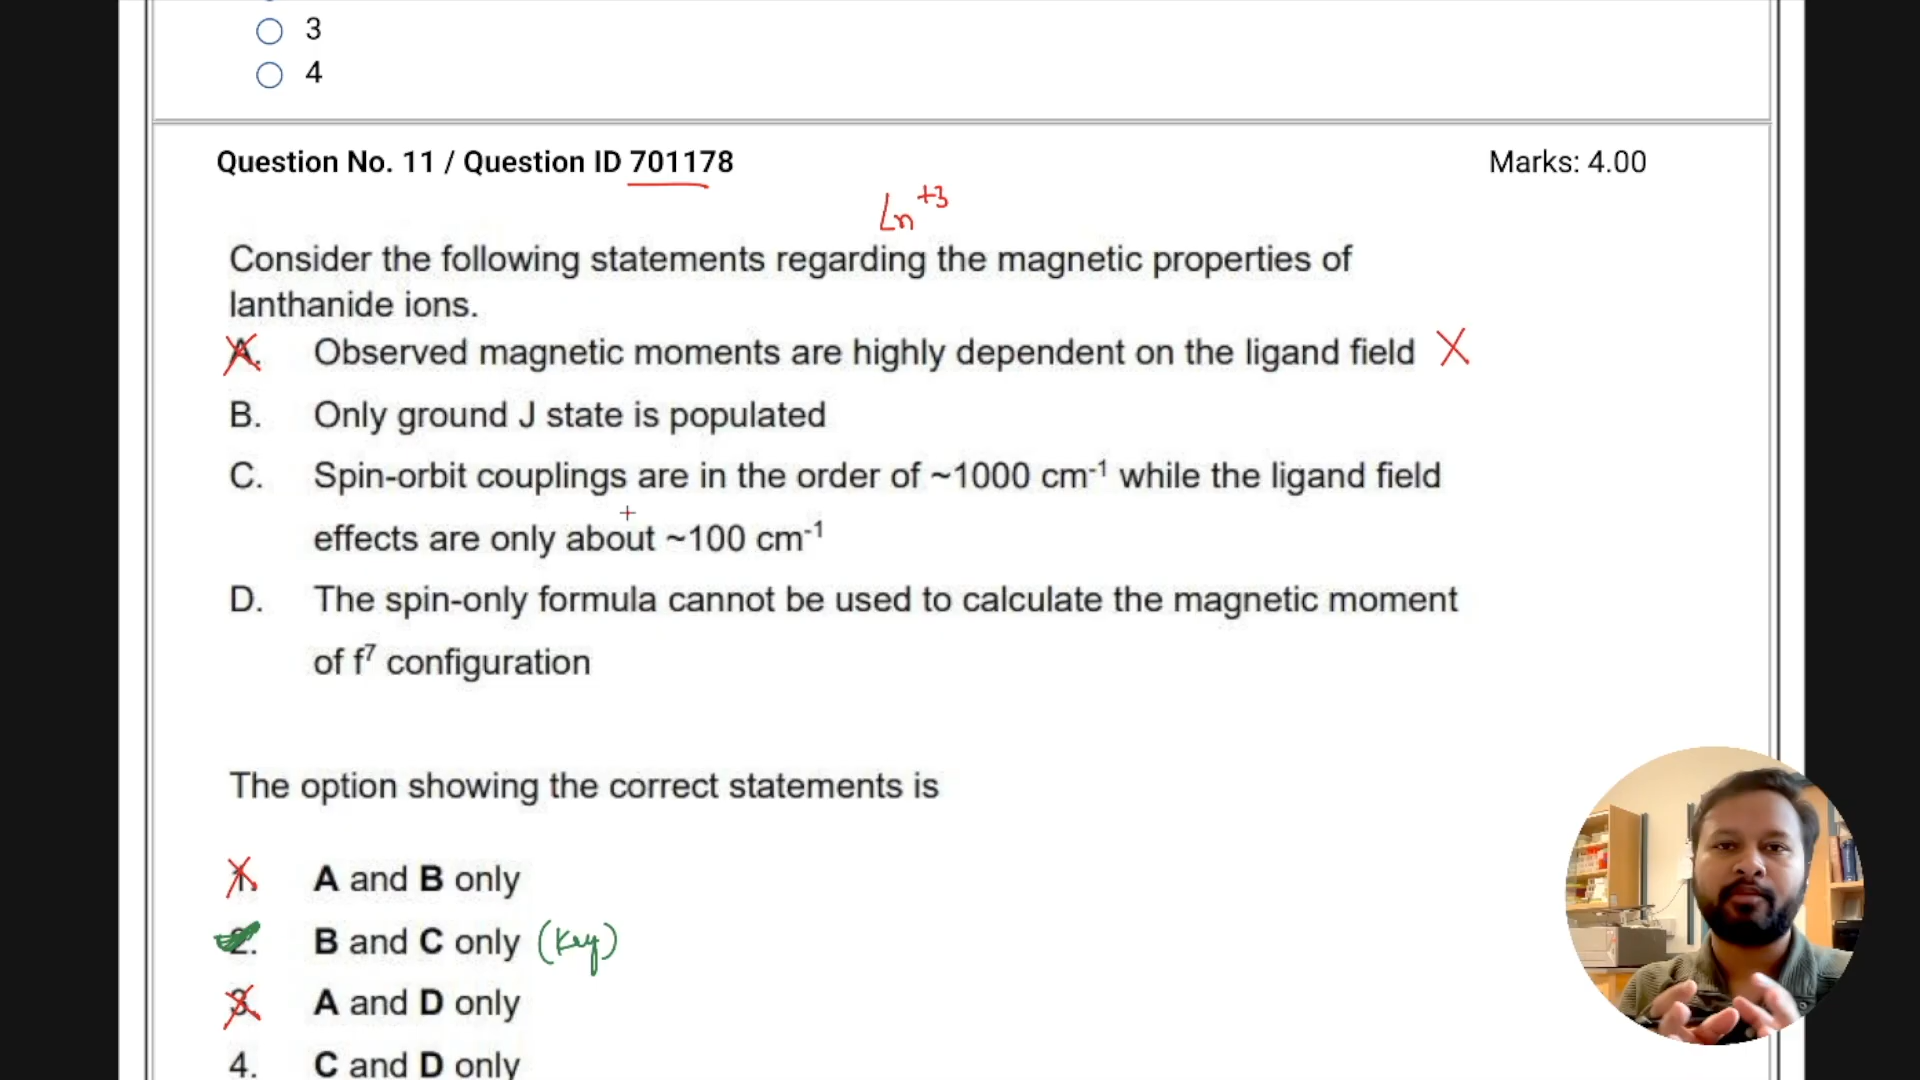 3
4
Question No. 11 / Question ID 701178 Marks: 4.00
Ln+3
Consider the following statements regarding the magnetic properties of
lanthanide ions.
A. Observed magnetic moments are highly dependent on the ligand field X
B. Only ground J state is populated
C. Spin-orbit couplings are in the order of ~1000 cm-1 while the ligand field
effects are only about ~100 cm-1
D. The spin-only formula cannot be used to calculate the magnetic moment
of f7 configuration
The option showing the correct statements is
1. A and B only
2. B and C only (Key)
3. A and D only
4. C and D only